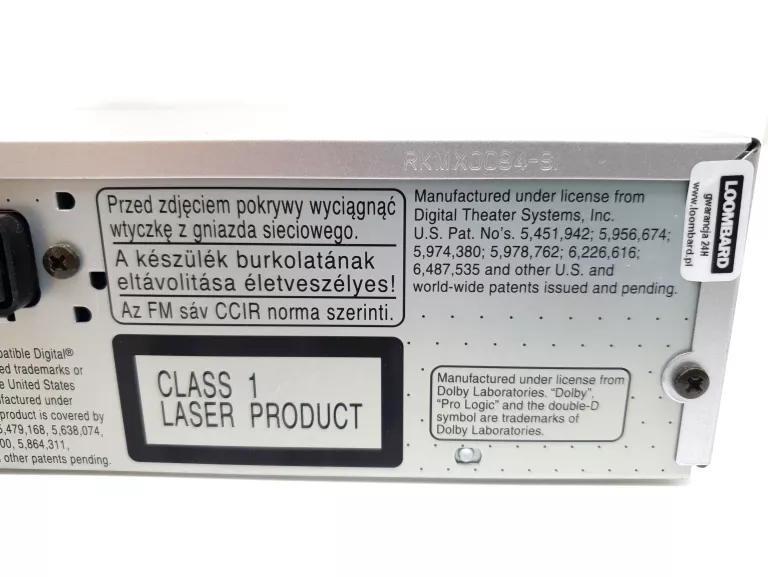 RKMX0084-S
Przed zdjęciem pokrywy wyciągnąć
wtyczkę z gniazda sieciowego.
A készülék burkolatának
eltávolitása életveszélyes!
Az FM sáv CCIR norma szerinti.
Manufactured under license from
Digital Theater Systems, Inc.
U.S. Pat. No's. 5,451,942; 5,956,674;
5,974,380; 5,978,762; 6,226,616;
6,487,535 and other U.S. and
world-wide patents issued and pending.
LOOMBARD
gwarancja 24H
www.loombard.pl
patible Digital®
ed trademarks or
e United States
ufactured under
product is covered by
5,479,168, 5,638,074,
00, 5,864,311,
other patents pending.
CLASS 1
LASER PRODUCT
Manufactured under license from
Dolby Laboratories. "Dolby",
"Pro Logic" and the double-D
symbol are trademarks of
Dolby Laboratories.